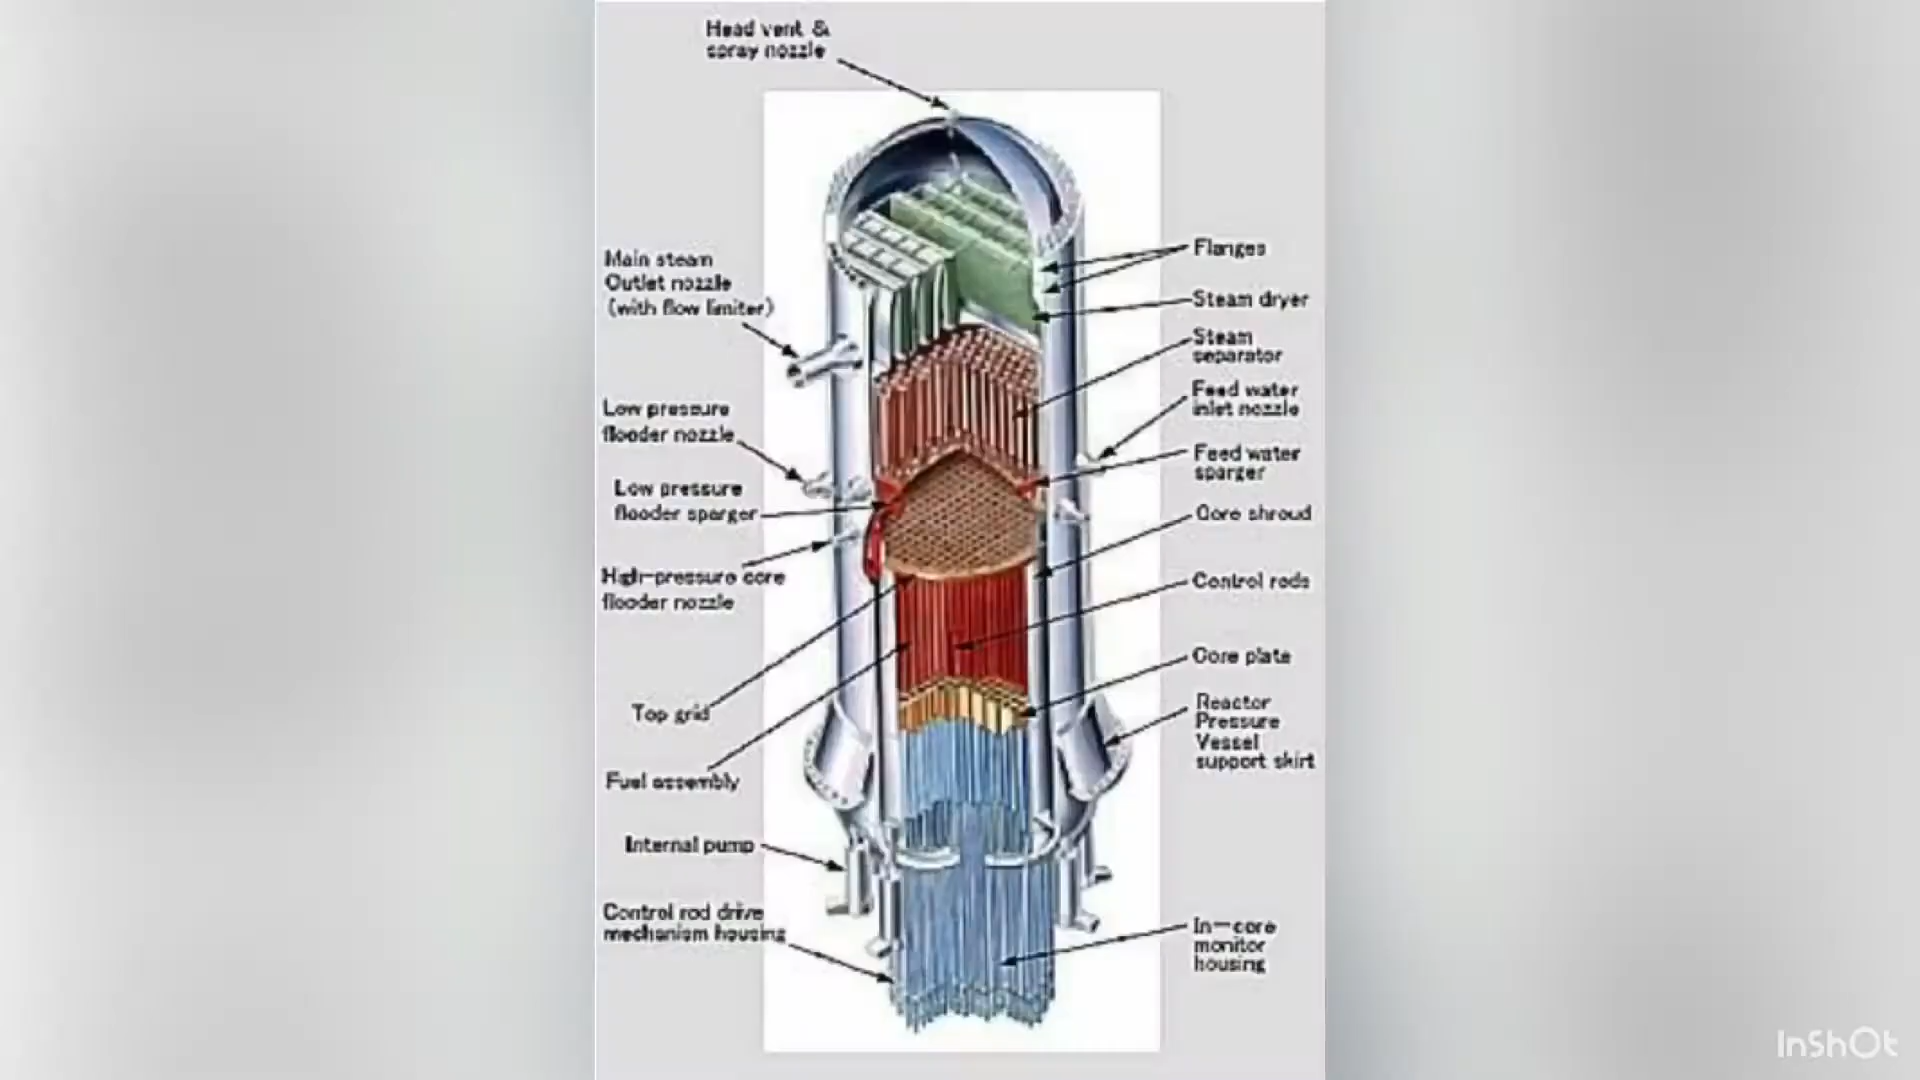 Head vent &
spray nozzle
Main steam
Outlet nozzle
(with flow limiter)
Low pressure
flooder nozzle
Low pressure
flooder sparger
High-pressure core
flooder nozzle
Top grid
Fuel assembly
Internal pump
Control rod drive
mechanism housing
Flanges
Steam dryer
Steam
separator
Feed water
inlet nozzle
Feed water
sparger
Core shroud
Control rods
Core plate
Reactor
Pressure
Vessel
support skirt
In-core
monitor
housing
InShOt